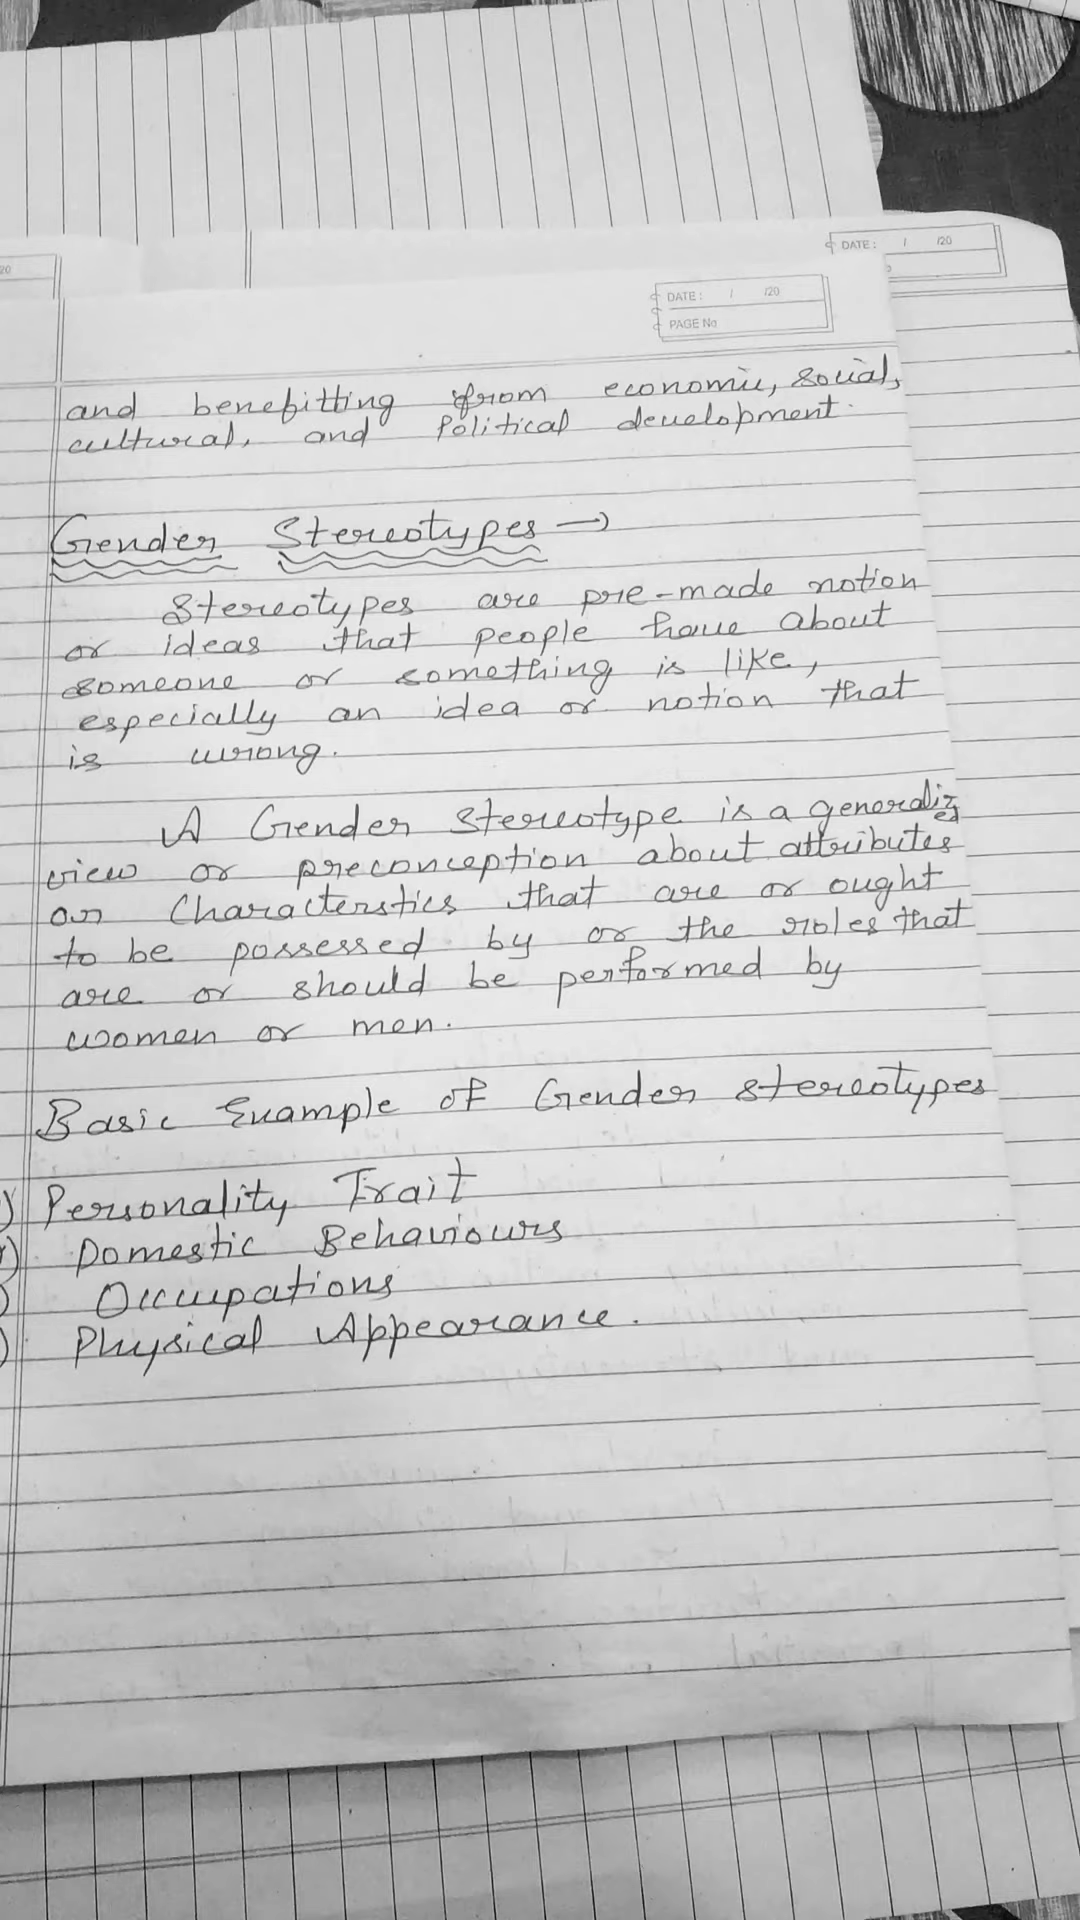 20
DATE: / /20
DATE: / /20
PAGE No
and benefitting from economic, social,
cultural, and Political development.
Gender Stereotypes →
Stereotypes are pre-made notion
or ideas that people have about
someone or something is like,
especially an idea or notion that
is wrong.
A Gender Stereotype is a generalized
view or preconception about attributes
or Characterstics that are or ought
to be possessed by or the roles that
are or should be performed by
women or men.
Basic Example of Gender stereotypes
) Personality Trait
) Domestic Behaviours
) Occupations
) Physical Appearance.